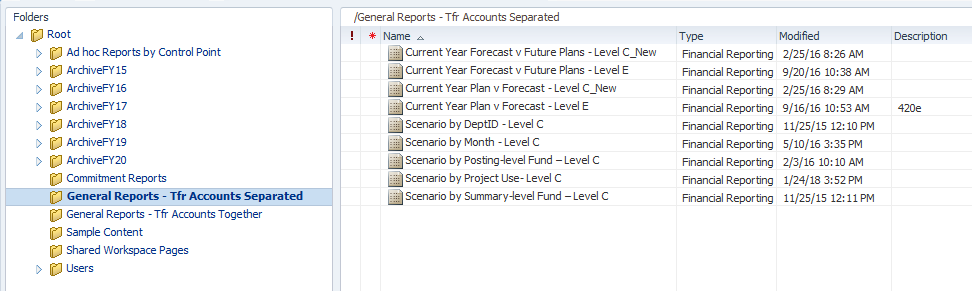 Folders
Root
Ad hoc Reports by Control Point
ArchiveFY15
ArchiveFY16
ArchiveFY17
ArchiveFY18
ArchiveFY19
ArchiveFY20
Commitment Reports
General Reports - Tfr Accounts Separated
General Reports - Tfr Accounts Together
Sample Content
Shared Workspace Pages
Users
/General Reports - Tfr Accounts Separated
! * Name Type Modified Description
Current Year Forecast v Future Plans - Level C_New Financial Reporting 2/25/16 8:26 AM
Current Year Forecast v Future Plans - Level E Financial Reporting 9/20/16 10:38 AM
Current Year Plan v Forecast - Level C_New Financial Reporting 2/25/16 8:29 AM
Current Year Plan v Forecast - Level E Financial Reporting 9/16/16 10:53 AM 420e
Scenario by DeptID - Level C Financial Reporting 11/25/15 12:10 PM
Scenario by Month - Level C Financial Reporting 5/10/16 3:35 PM
Scenario by Posting-level Fund – Level C Financial Reporting 2/3/16 10:10 AM
Scenario by Project Use- Level C Financial Reporting 1/24/18 3:52 PM
Scenario by Summary-level Fund – Level C Financial Reporting 11/25/15 12:11 PM